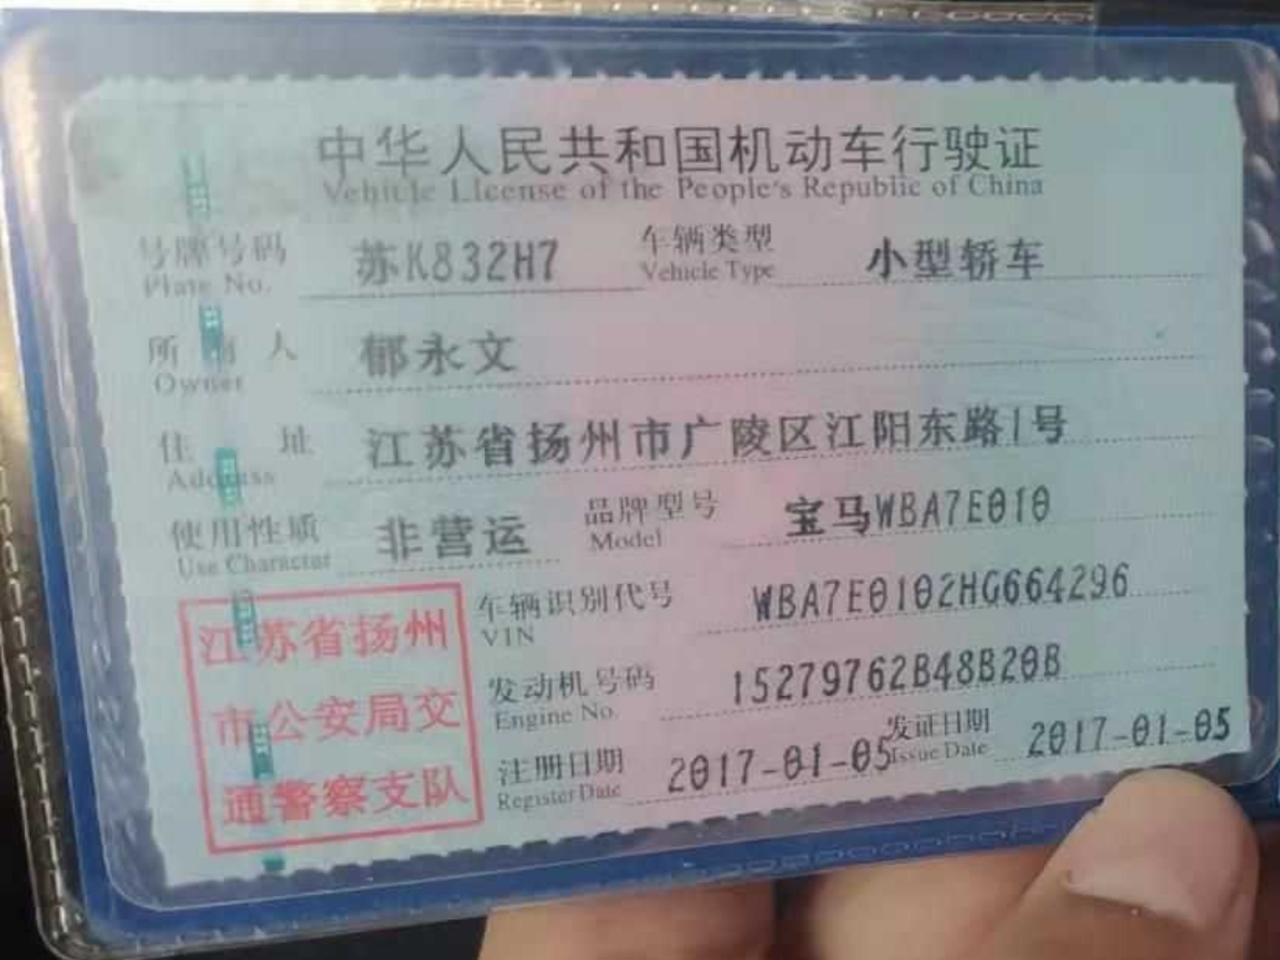 中华人民共和国机动车行驶证
Vehicle License of the People's Republic of China
号牌号码 苏K832H7 车辆类型 小型轿车
Plate No. Vehicle Type
所有人 郁永文
Owner
住址 江苏省扬州市广陵区江阳东路1号
Address
使用性质 非营运 品牌型号 宝马WBA7E010
Use Character Model
车辆识别代号 WBA7E0102HG664296
VIN
发动机号码 15279762B48B20B
Engine No.
注册日期 2017-01-05 发证日期 2017-01-05
Register Date Issue Date
江苏省扬州
市公安局交
通警察支队